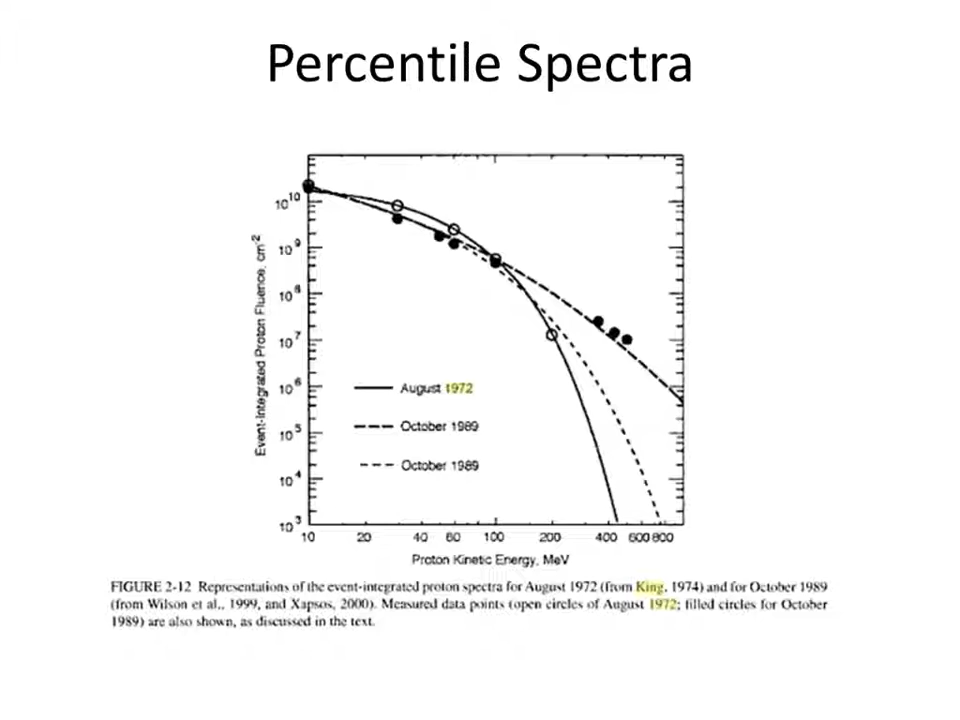 Percentile Spectra
10^10
10^9
10^8
10^7
10^6
10^5
10^4
10^3
Event-Integrated Proton Fluence, cm^-2
August 1972
October 1989
October 1989
10 20 40 60 100 200 400 600 800
Proton Kinetic Energy, MeV
FIGURE 2-12 Representations of the event-integrated proton spectra for August 1972 (from King, 1974) and for October 1989
(from Wilson et al., 1999, and Xapsos, 2000). Measured data points (open circles of August 1972; filled circles for October
1989) are also shown, as discussed in the text.